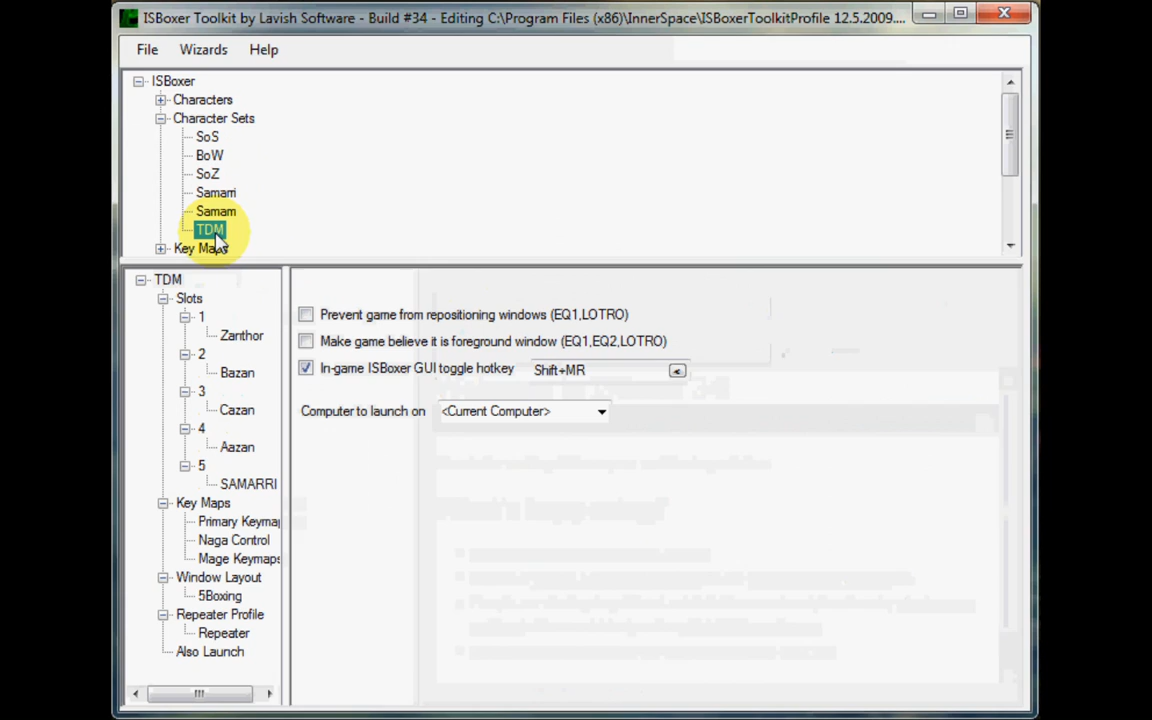 ISBoxer Toolkit by Lavish Software - Build #34 - Editing C:\Program Files (x86)\InnerSpace\ISBoxerToolkitProfile 12.5.2009....
File Wizards Help
ISBoxer
Characters
Character Sets
SoS
BoW
SoZ
Samarri
Samam
TDM
Key Maps
TDM
Slots
1
Zanthor
2
Bazan
3
Cazan
4
Aazan
5
SAMARRI
Key Maps
Primary Keyma
Naga Control
Mage Keymaps
Window Layout
5Boxing
Repeater Profile
Repeater
Also Launch
Prevent game from repositioning windows (EQ1,LOTRO)
Make game believe it is foreground window (EQ1,EQ2,LOTRO)
In-game ISBoxer GUI toggle hotkey Shift+MR <
Computer to launch on <Current Computer>